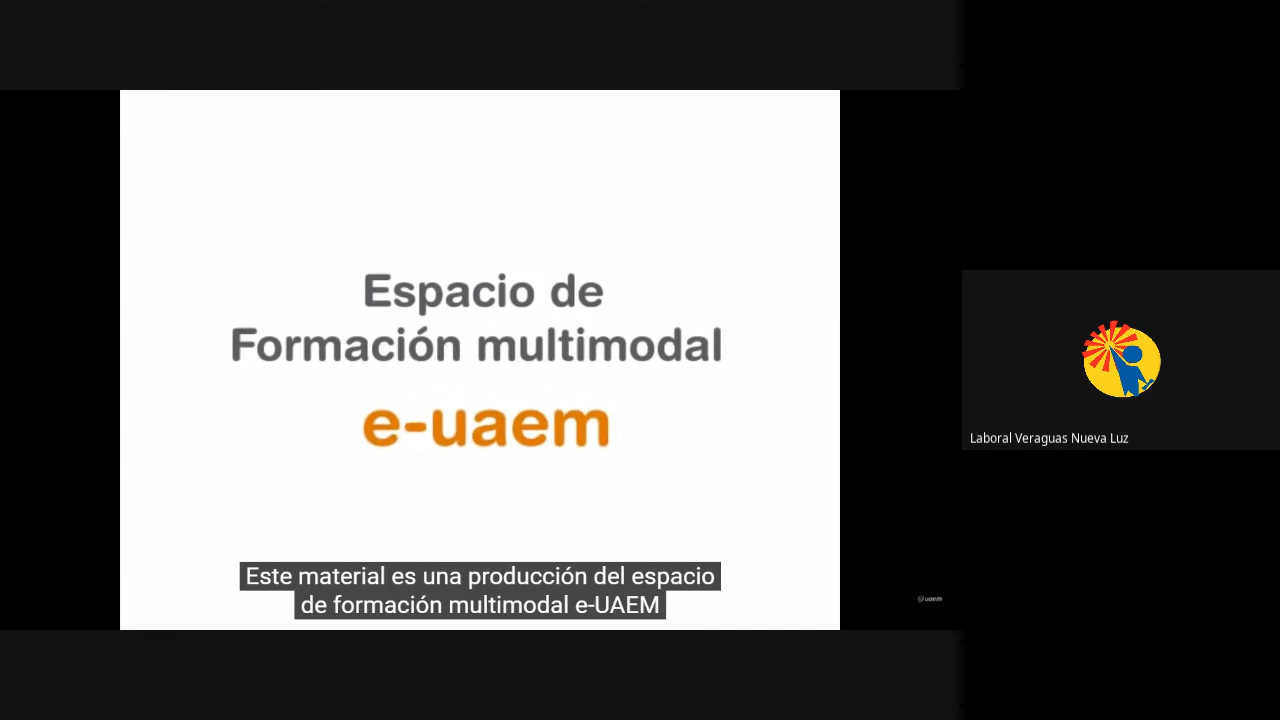 Espacio de
Formación multimodal
e-uaem
Este material es una producción del espacio
de formación multimodal e-UAEM
uaem
Laboral Veraguas Nueva Luz